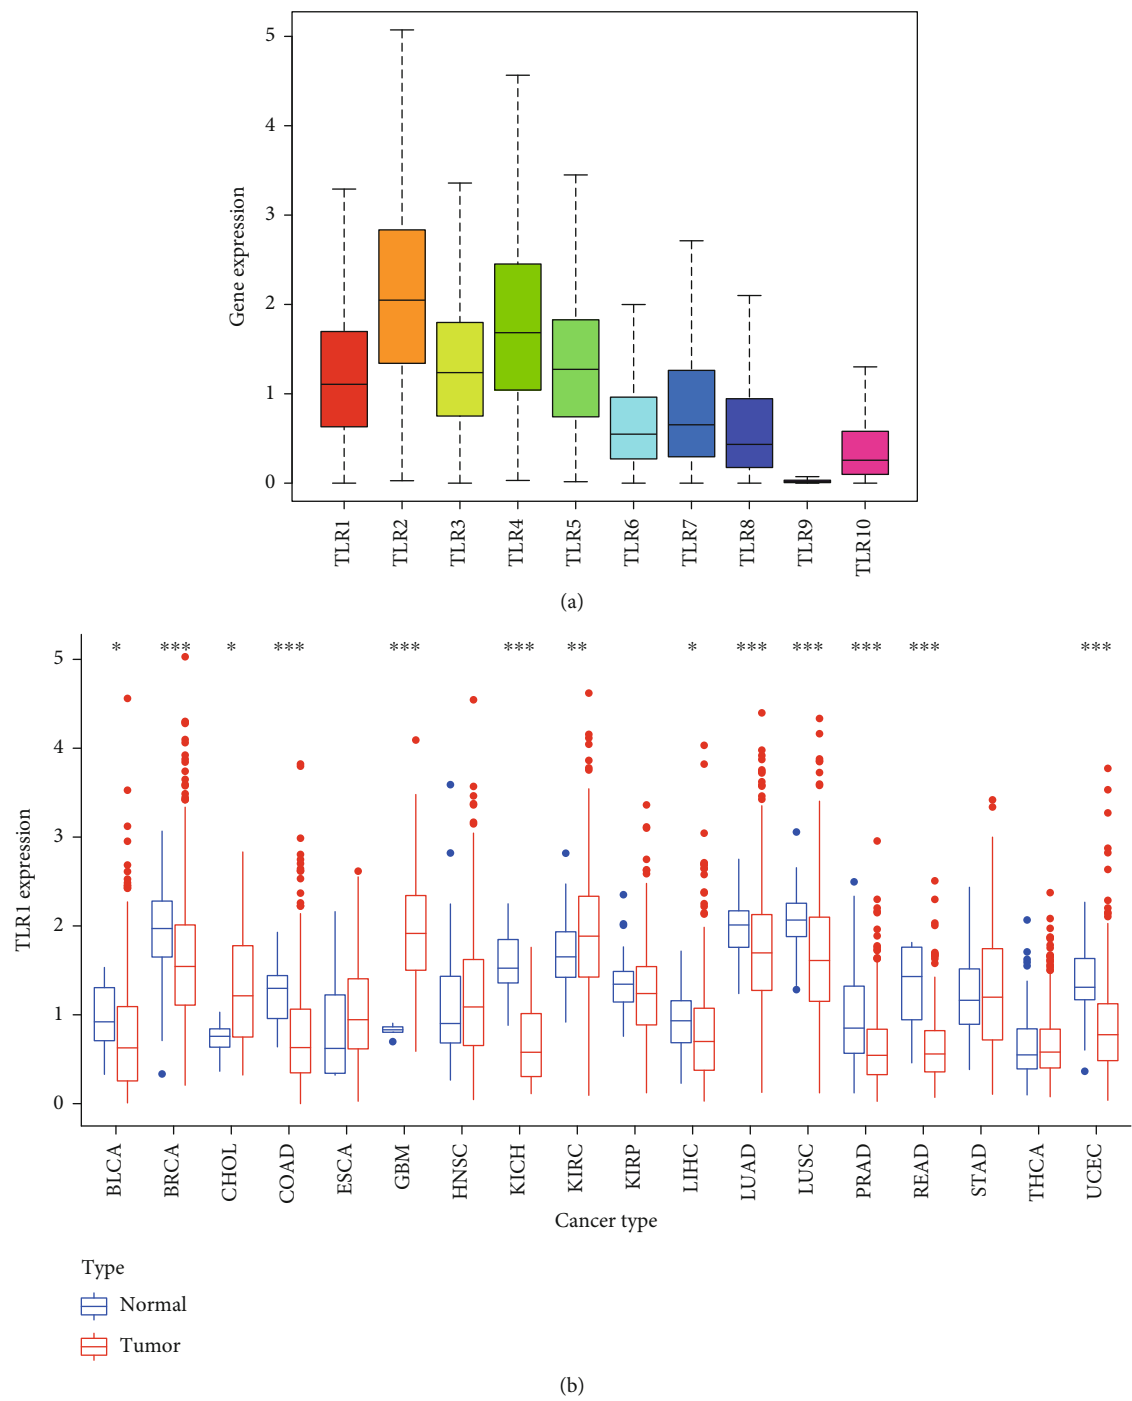 5
4
3
2
1
0
Gene expression
TLR1 TLR2 TLR3 TLR4 TLR5 TLR6 TLR7 TLR8 TLR9 TLR10
(a)
* *** * *** *** *** ** * *** *** *** *** ***
5
4
3
2
1
0
TLR1 expression
BLCA BRCA CHOL COAD ESCA GBM HNSC KICH KIRC KIRP LIHC LUAD LUSC PRAD READ STAD THCA UCEC
Cancer type
Type
Normal
Tumor
(b)